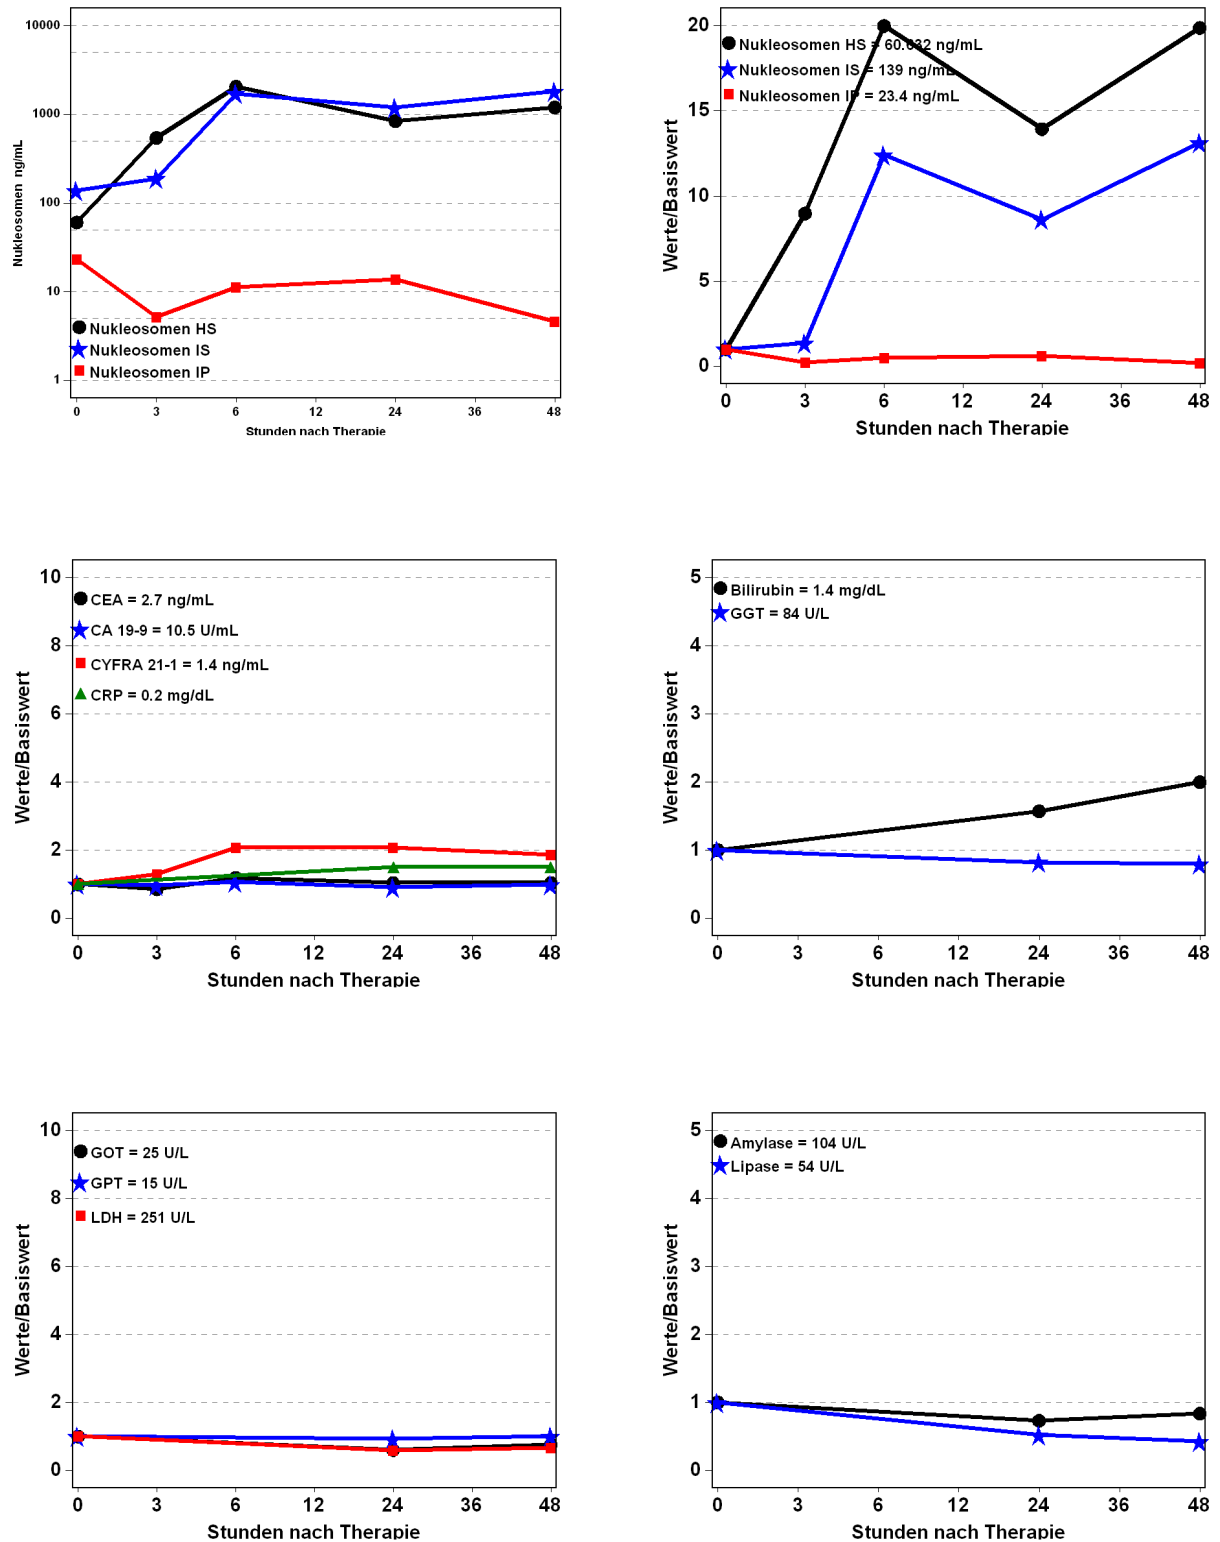 10000
1000
100
10
1
Nukleosomen ng/mL
Nukleosomen HS
Nukleosomen IS
Nukleosomen IP
0 3 6 12 24 36 48
Stunden nach Therapie
20
15
10
5
0
Werte/Basiswert
Nukleosomen HS = 60.632 ng/mL
Nukleosomen IS = 139 ng/mL
Nukleosomen IP = 23.4 ng/mL
0 3 6 12 24 36 48
Stunden nach Therapie
10
8
6
4
2
0
Werte/Basiswert
CEA = 2.7 ng/mL
CA 19-9 = 10.5 U/mL
CYFRA 21-1 = 1.4 ng/mL
CRP = 0.2 mg/dL
0 3 6 12 24 36 48
Stunden nach Therapie
5
4
3
2
1
0
Werte/Basiswert
Bilirubin = 1.4 mg/dL
GGT = 84 U/L
0 3 6 12 24 36 48
Stunden nach Therapie
10
8
6
4
2
0
Werte/Basiswert
GOT = 25 U/L
GPT = 15 U/L
LDH = 251 U/L
0 3 6 12 24 36 48
Stunden nach Therapie
5
4
3
2
1
0
Werte/Basiswert
Amylase = 104 U/L
Lipase = 54 U/L
0 3 6 12 24 36 48
Stunden nach Therapie